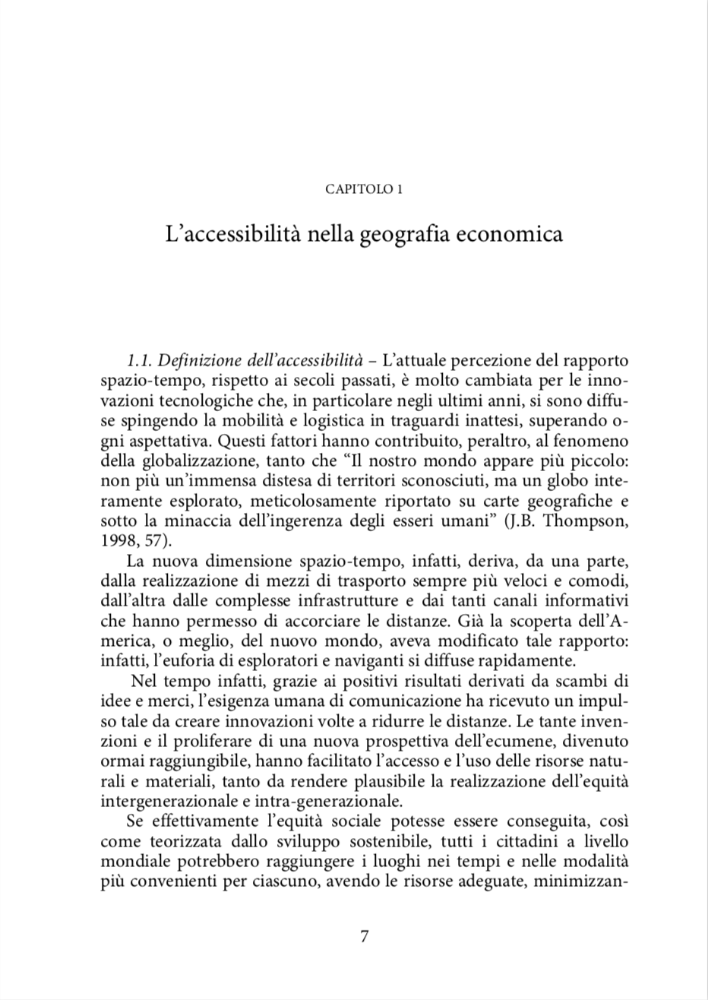 CAPITOLO 1
L’accessibilità nella geografia economica
1.1. Definizione dell’accessibilità – L’attuale percezione del rapporto
spazio-tempo, rispetto ai secoli passati, è molto cambiata per le inno-
vazioni tecnologiche che, in particolare negli ultimi anni, si sono diffu-
se spingendo la mobilità e logistica in traguardi inattesi, superando o-
gni aspettativa. Questi fattori hanno contribuito, peraltro, al fenomeno
della globalizzazione, tanto che “Il nostro mondo appare più piccolo:
non più un’immensa distesa di territori sconosciuti, ma un globo inte-
ramente esplorato, meticolosamente riportato su carte geografiche e
sotto la minaccia dell’ingerenza degli esseri umani” (J.B. Thompson,
1998, 57).
La nuova dimensione spazio-tempo, infatti, deriva, da una parte,
dalla realizzazione di mezzi di trasporto sempre più veloci e comodi,
dall’altra dalle complesse infrastrutture e dai tanti canali informativi
che hanno permesso di accorciare le distanze. Già la scoperta dell’A-
merica, o meglio, del nuovo mondo, aveva modificato tale rapporto:
infatti, l’euforia di esploratori e naviganti si diffuse rapidamente.
Nel tempo infatti, grazie ai positivi risultati derivati da scambi di
idee e merci, l’esigenza umana di comunicazione ha ricevuto un impul-
so tale da creare innovazioni volte a ridurre le distanze. Le tante inven-
zioni e il proliferare di una nuova prospettiva dell’ecumene, divenuto
ormai raggiungibile, hanno facilitato l’accesso e l’uso delle risorse natu-
rali e materiali, tanto da rendere plausibile la realizzazione dell’equità
intergenerazionale e intra-generazionale.
Se effettivamente l’equità sociale potesse essere conseguita, così
come teorizzata dallo sviluppo sostenibile, tutti i cittadini a livello
mondiale potrebbero raggiungere i luoghi nei tempi e nelle modalità
più convenienti per ciascuno, avendo le risorse adeguate, minimizzan-
7